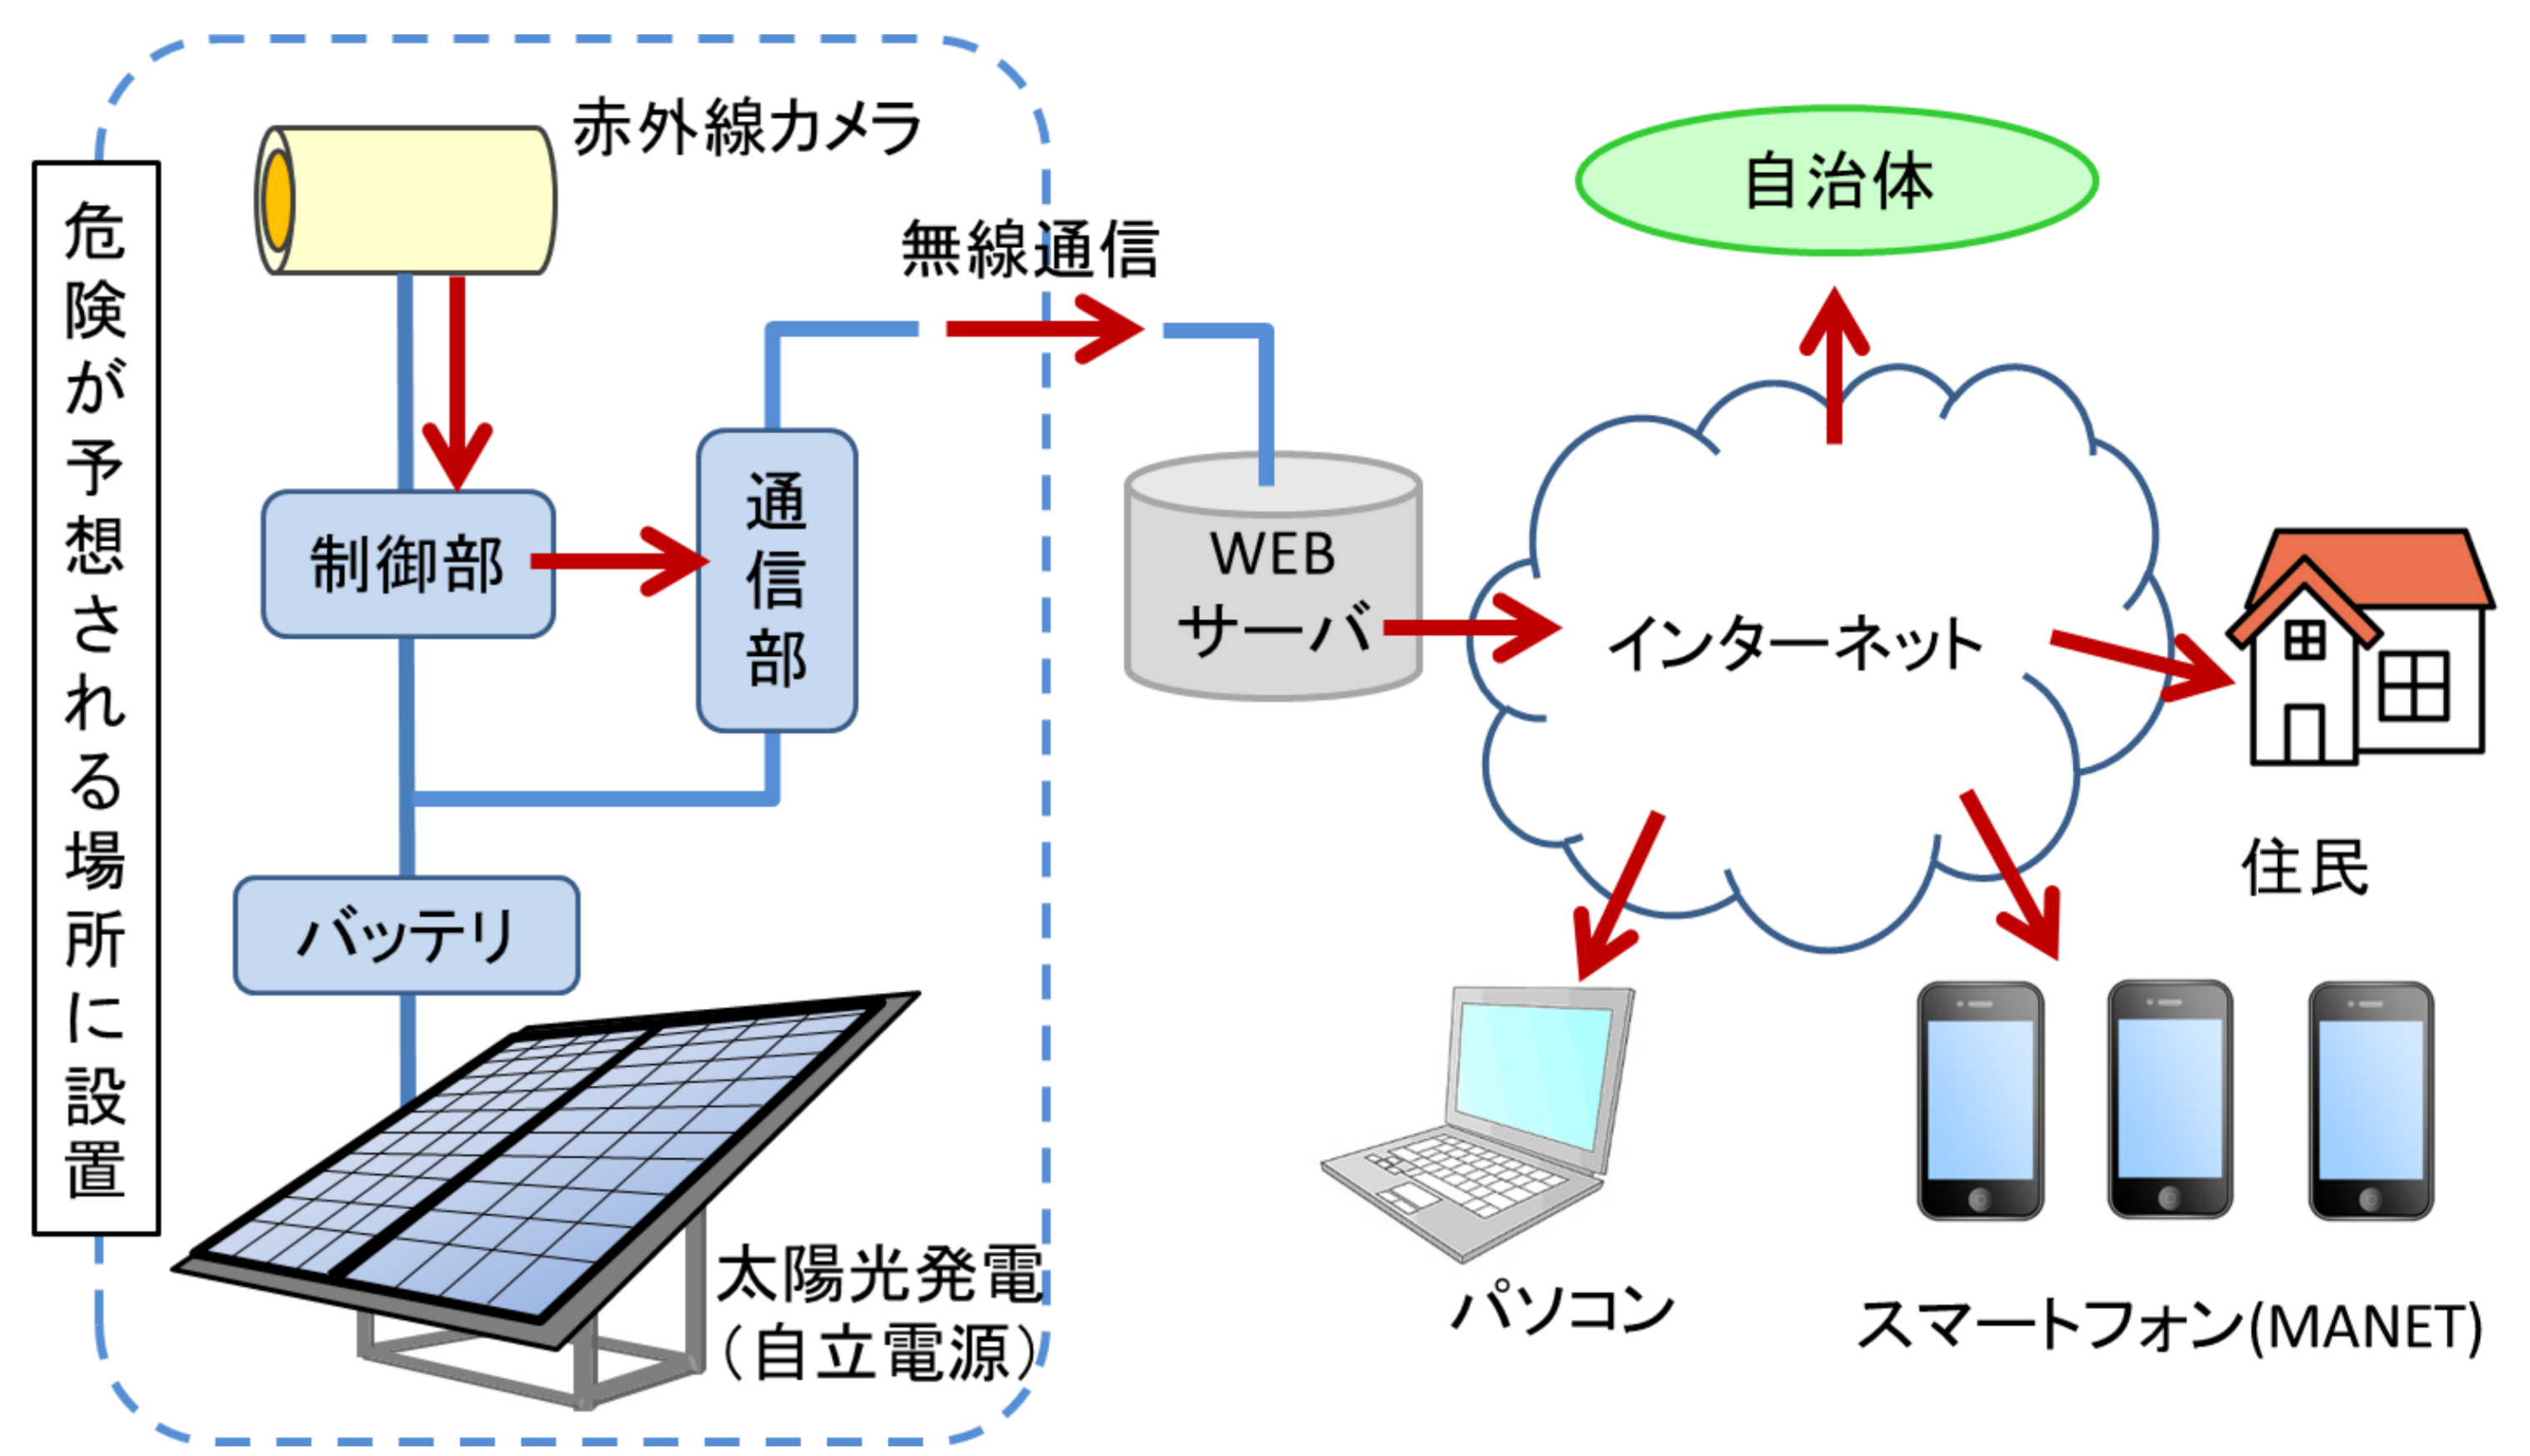 危険が予想される場所に設置
赤外線カメラ
無線通信
制御部
通信部
バッテリ
太陽光発電
（自立電源）
WEB
サーバ
自治体
インターネット
住民
パソコン
スマートフォン(MANET)